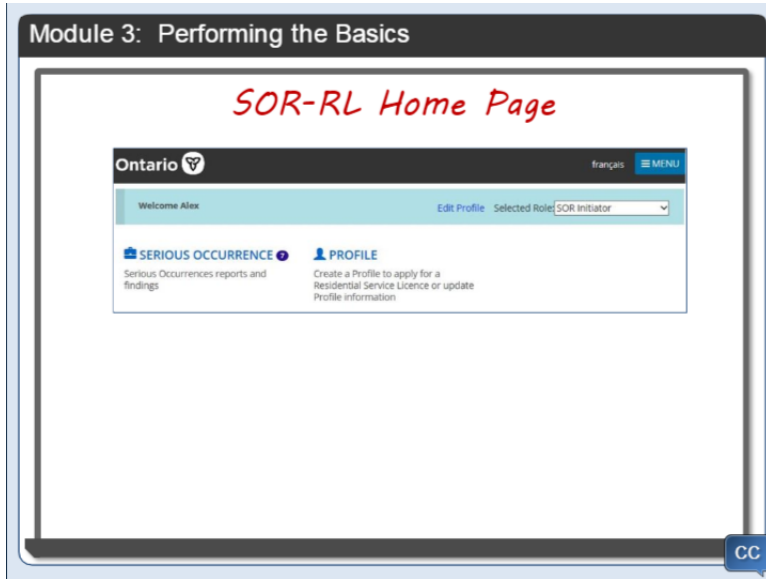 Module 3: Performing the Basics
SOR-RL Home Page
Ontario
français
MENU
Welcome Alex
Edit Profile Selected Role: SOR Initiator
SERIOUS OCCURRENCE 7
Serious Occurrences reports and
findings
PROFILE
Create a Profile to apply for a
Residential Service Licence or update
Profile information
CC